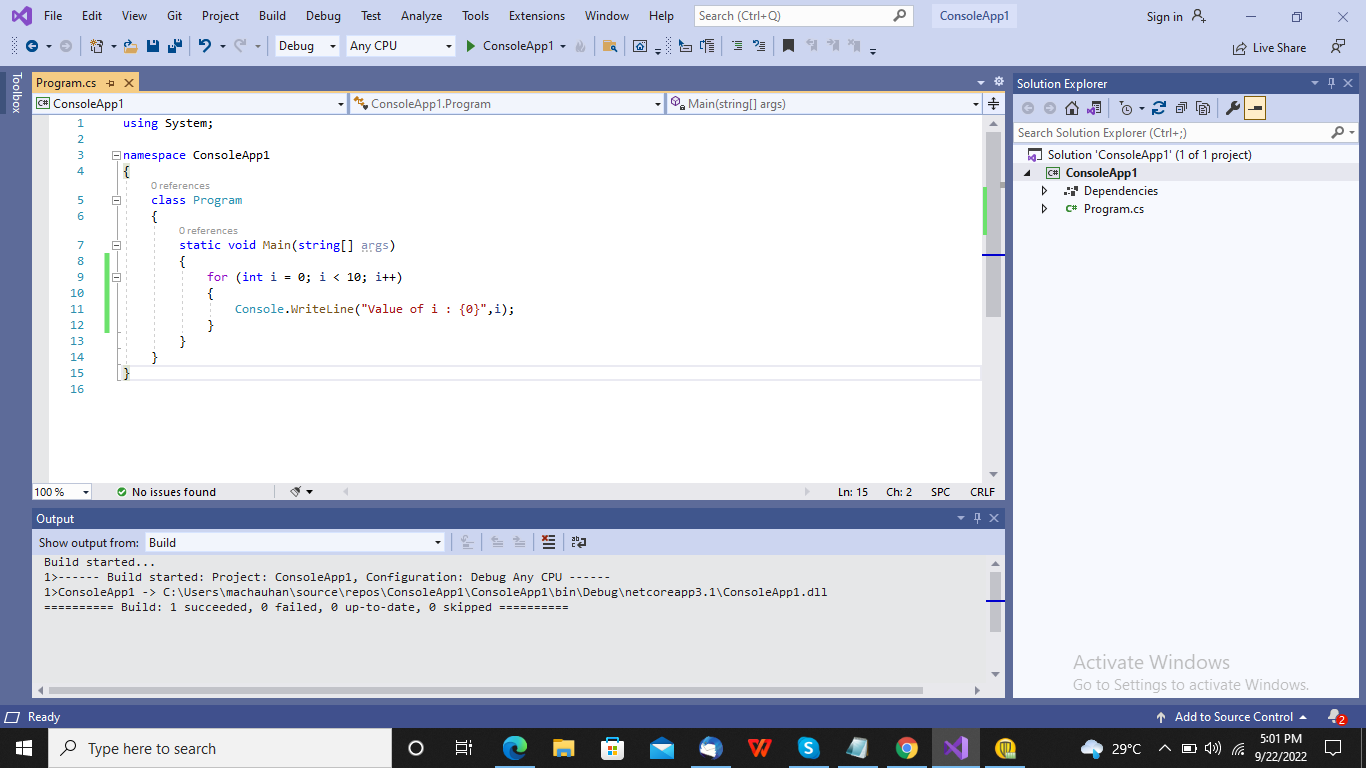 File Edit View Git Project Build Debug Test Analyze Tools Extensions Window Help Search (Ctrl+Q) ConsoleApp1 Sign in
Debug Any CPU ConsoleApp1 Live Share
Toolbox
Program.cs
ConsoleApp1 ConsoleApp1.Program Main(string[] args)
1 using System;
2
3 namespace ConsoleApp1
4 {
0 references
5 class Program
6 {
0 references
7 static void Main(string[] args)
8 {
9 for (int i = 0; i < 10; i++)
10 {
11 Console.WriteLine("Value of i : {0}",i);
12 }
13 }
14 }
15 }
16
100 % No issues found Ln: 15 Ch: 2 SPC CRLF
Output
Show output from: Build
Build started...
1>------ Build started: Project: ConsoleApp1, Configuration: Debug Any CPU ------
1>ConsoleApp1 -> C:\Users\machauhan\source\repos\ConsoleApp1\ConsoleApp1\bin\Debug\netcoreapp3.1\ConsoleApp1.dll
========== Build: 1 succeeded, 0 failed, 0 up-to-date, 0 skipped ==========
Solution Explorer
Search Solution Explorer (Ctrl+;)
Solution 'ConsoleApp1' (1 of 1 project)
C# ConsoleApp1
Dependencies
C# Program.cs
Activate Windows
Go to Settings to activate Windows.
Ready Add to Source Control 2
Type here to search 29°C 5:01 PM
9/22/2022